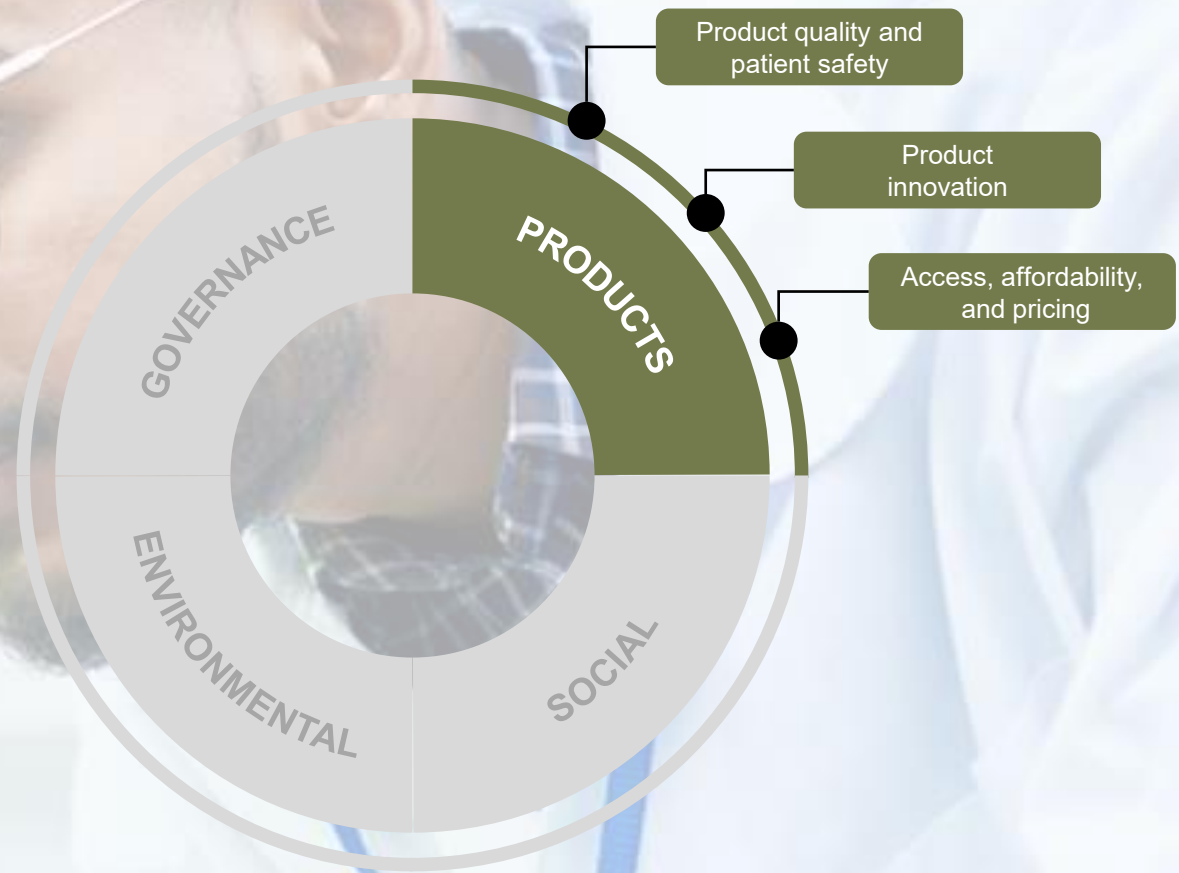 Product quality and
patient safety
Product
innovation
Access, affordability,
and pricing
GOVERNANCE
PRODUCTS
ENVIRONMENTAL
SOCIAL